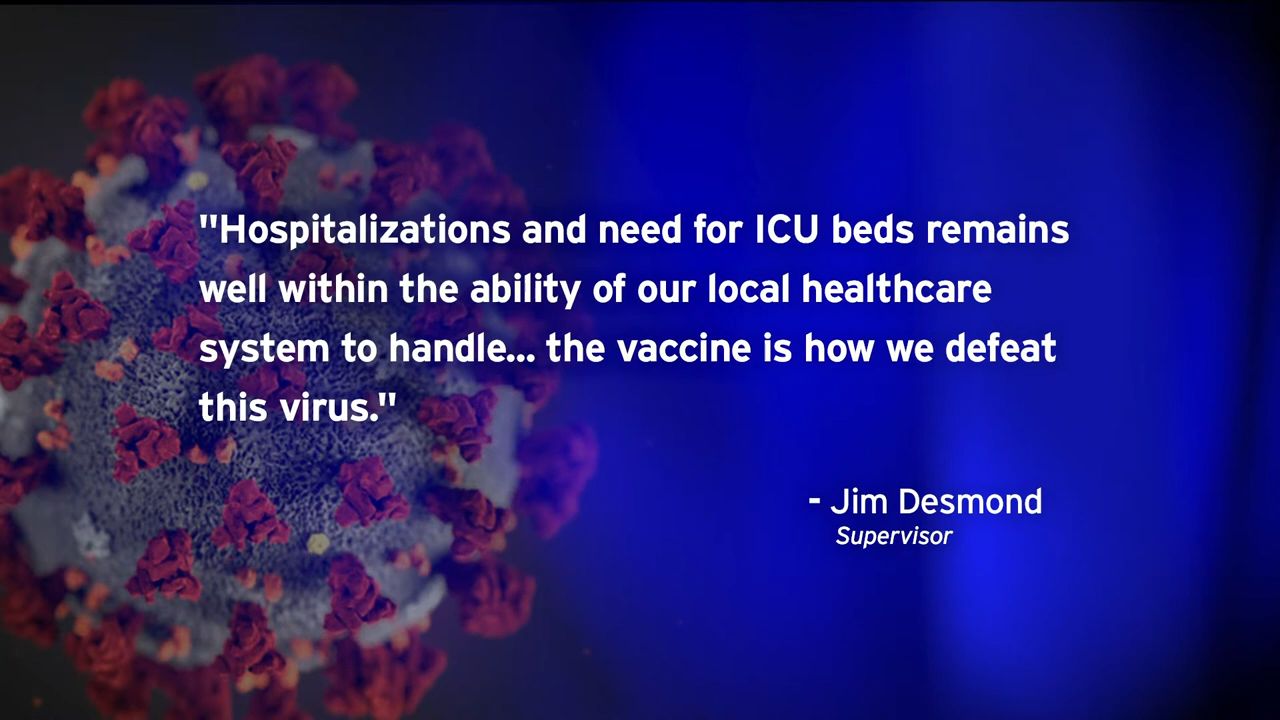 "Hospitalizations and need for ICU beds remains
well within the ability of our local healthcare
system to handle... the vaccine is how we defeat
this virus."
- Jim Desmond
Supervisor